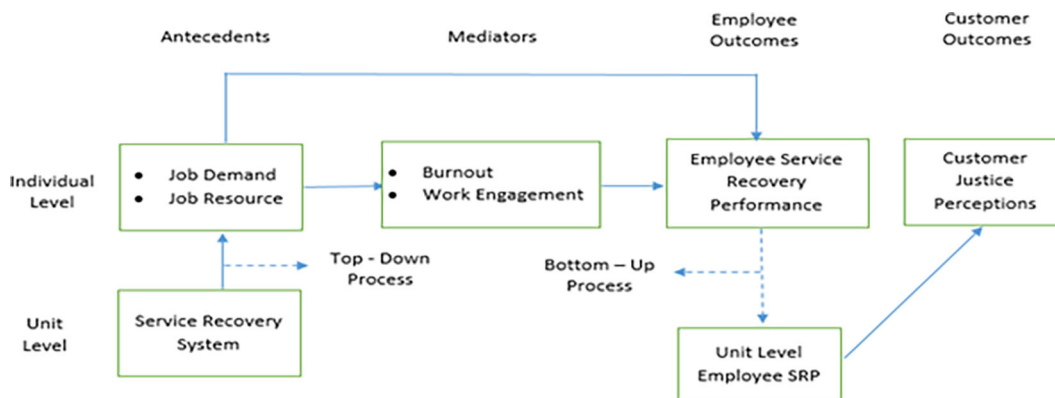 Antecedents
Mediators
Employee
Outcomes
Customer
Outcomes
Individual
Level
• Job Demand
• Job Resource
• Burnout
• Work Engagement
Employee Service
Recovery
Performance
Customer
Justice
Perceptions
Top - Down
Process
Bottom – Up
Process
Unit
Level
Service Recovery
System
Unit Level
Employee SRP